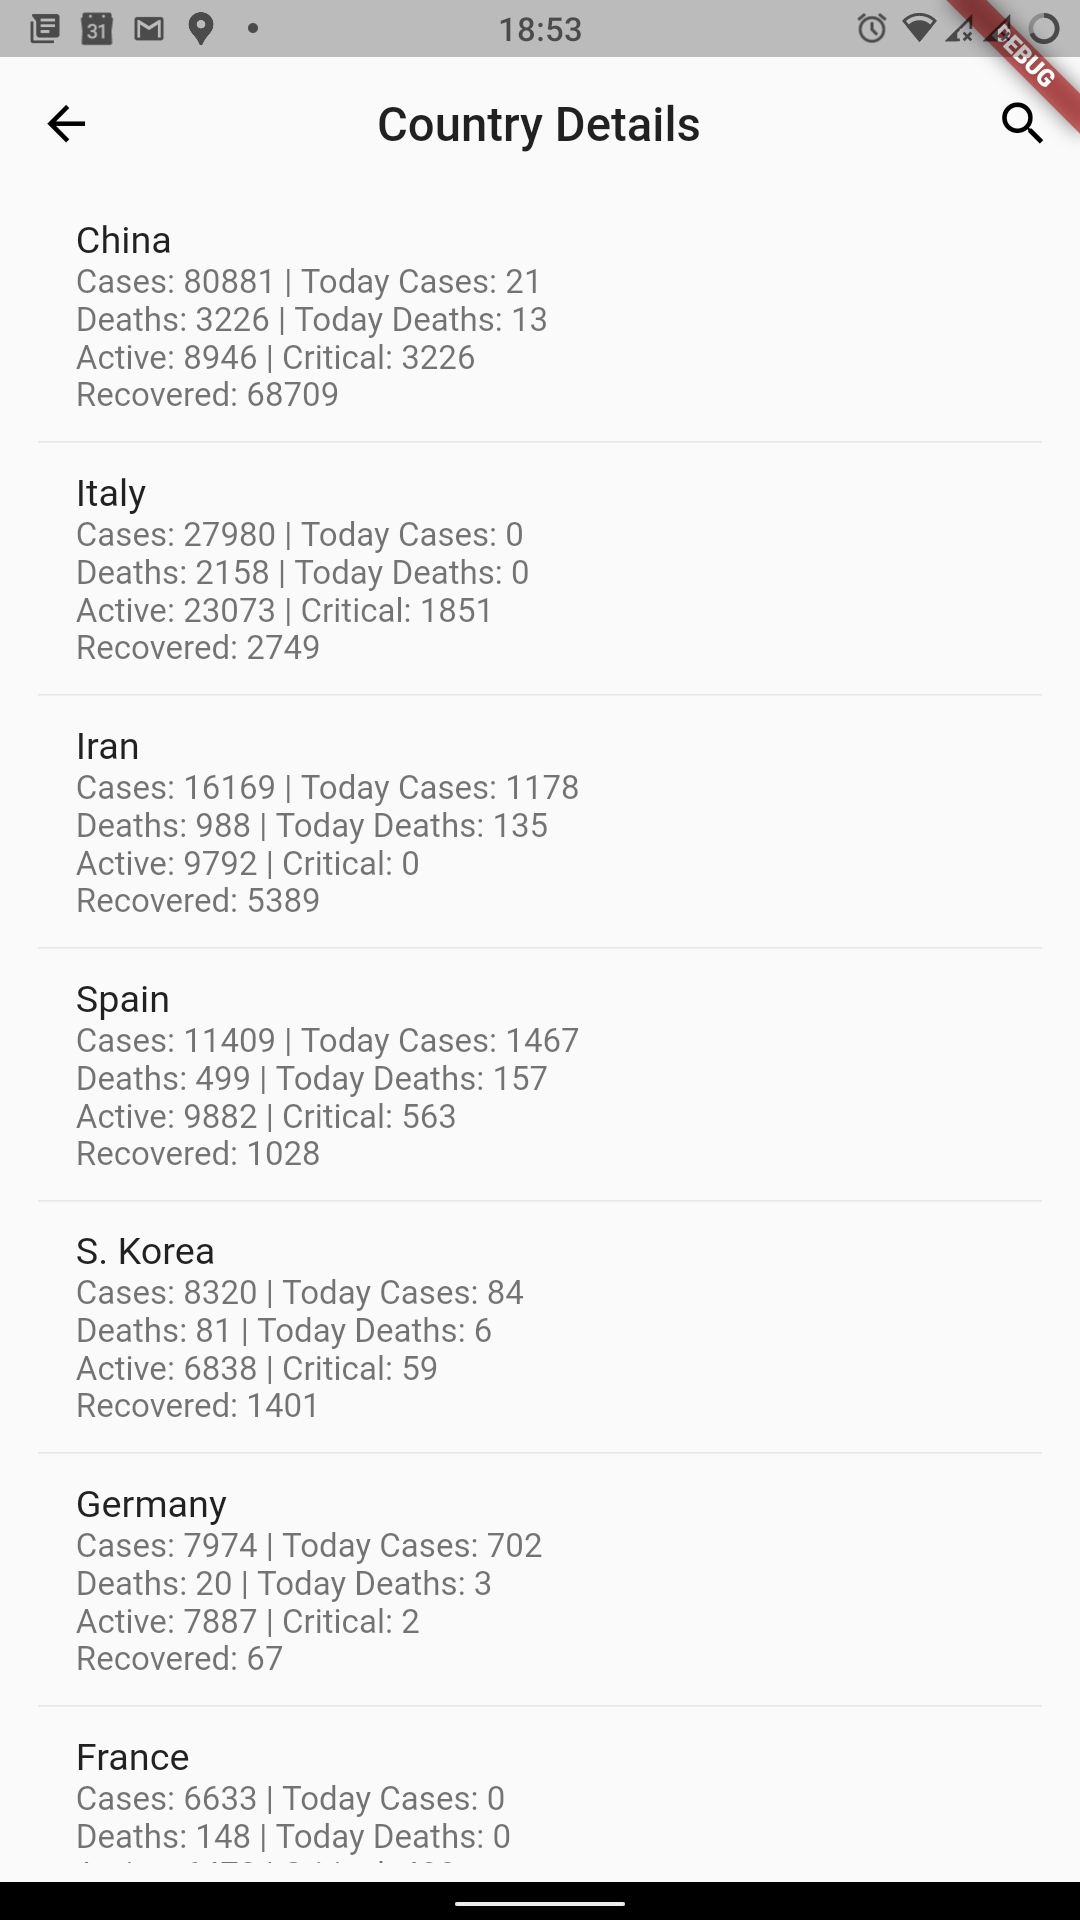 31
18:53
DEBUG
Country Details
China
Cases: 80881 | Today Cases: 21
Deaths: 3226 | Today Deaths: 13
Active: 8946 | Critical: 3226
Recovered: 68709
Italy
Cases: 27980 | Today Cases: 0
Deaths: 2158 | Today Deaths: 0
Active: 23073 | Critical: 1851
Recovered: 2749
Iran
Cases: 16169 | Today Cases: 1178
Deaths: 988 | Today Deaths: 135
Active: 9792 | Critical: 0
Recovered: 5389
Spain
Cases: 11409 | Today Cases: 1467
Deaths: 499 | Today Deaths: 157
Active: 9882 | Critical: 563
Recovered: 1028
S. Korea
Cases: 8320 | Today Cases: 84
Deaths: 81 | Today Deaths: 6
Active: 6838 | Critical: 59
Recovered: 1401
Germany
Cases: 7974 | Today Cases: 702
Deaths: 20 | Today Deaths: 3
Active: 7887 | Critical: 2
Recovered: 67
France
Cases: 6633 | Today Cases: 0
Deaths: 148 | Today Deaths: 0